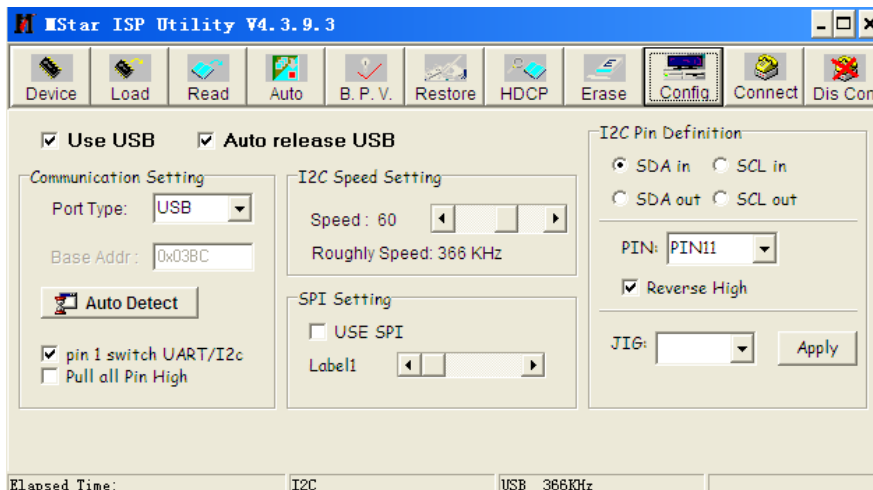 MStar ISP Utility V4.3.9.3
Device Load Read Auto B. P. V. Restore HDCP Erase Config Connect Dis Con
Use USB Auto release USB
Communication Setting
Port Type: USB
Base Addr : 0x03BC
Auto Detect
pin 1 switch UART/I2c
Pull all Pin High
I2C Speed Setting
Speed : 60
Roughly Speed: 366 KHz
SPI Setting
USE SPI
Label1
I2C Pin Definition
SDA in SCL in
SDA out SCL out
PIN: PIN11
Reverse High
JIG: Apply
Elapsed Time: I2C USB 366KHz